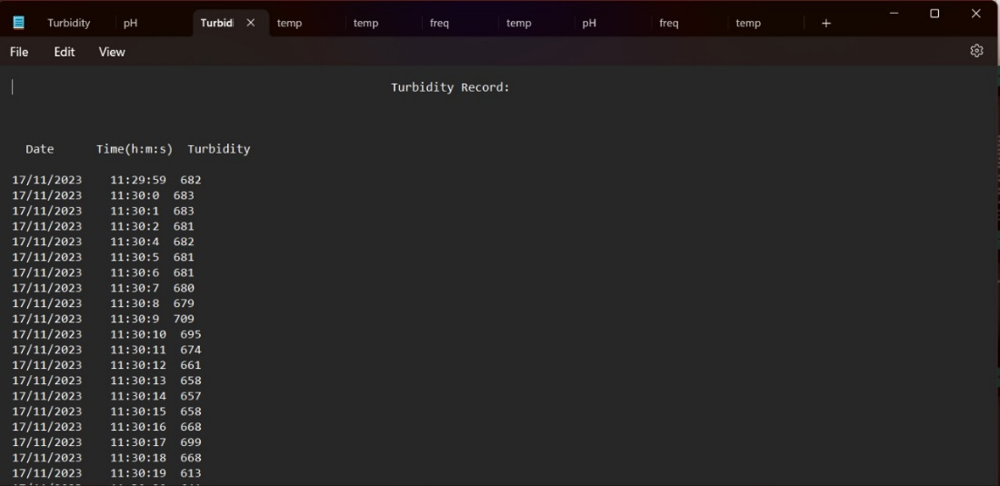 Turbidity pH Turbid temp temp freq temp pH freq temp
File Edit View
Turbidity Record:
Date Time(h:m:s) Turbidity
17/11/2023 11:29:59 682
17/11/2023 11:30:0 683
17/11/2023 11:30:1 683
17/11/2023 11:30:2 681
17/11/2023 11:30:4 682
17/11/2023 11:30:5 681
17/11/2023 11:30:6 681
17/11/2023 11:30:7 680
17/11/2023 11:30:8 679
17/11/2023 11:30:9 709
17/11/2023 11:30:10 695
17/11/2023 11:30:11 674
17/11/2023 11:30:12 661
17/11/2023 11:30:13 658
17/11/2023 11:30:14 657
17/11/2023 11:30:15 658
17/11/2023 11:30:16 668
17/11/2023 11:30:17 699
17/11/2023 11:30:18 668
17/11/2023 11:30:19 613